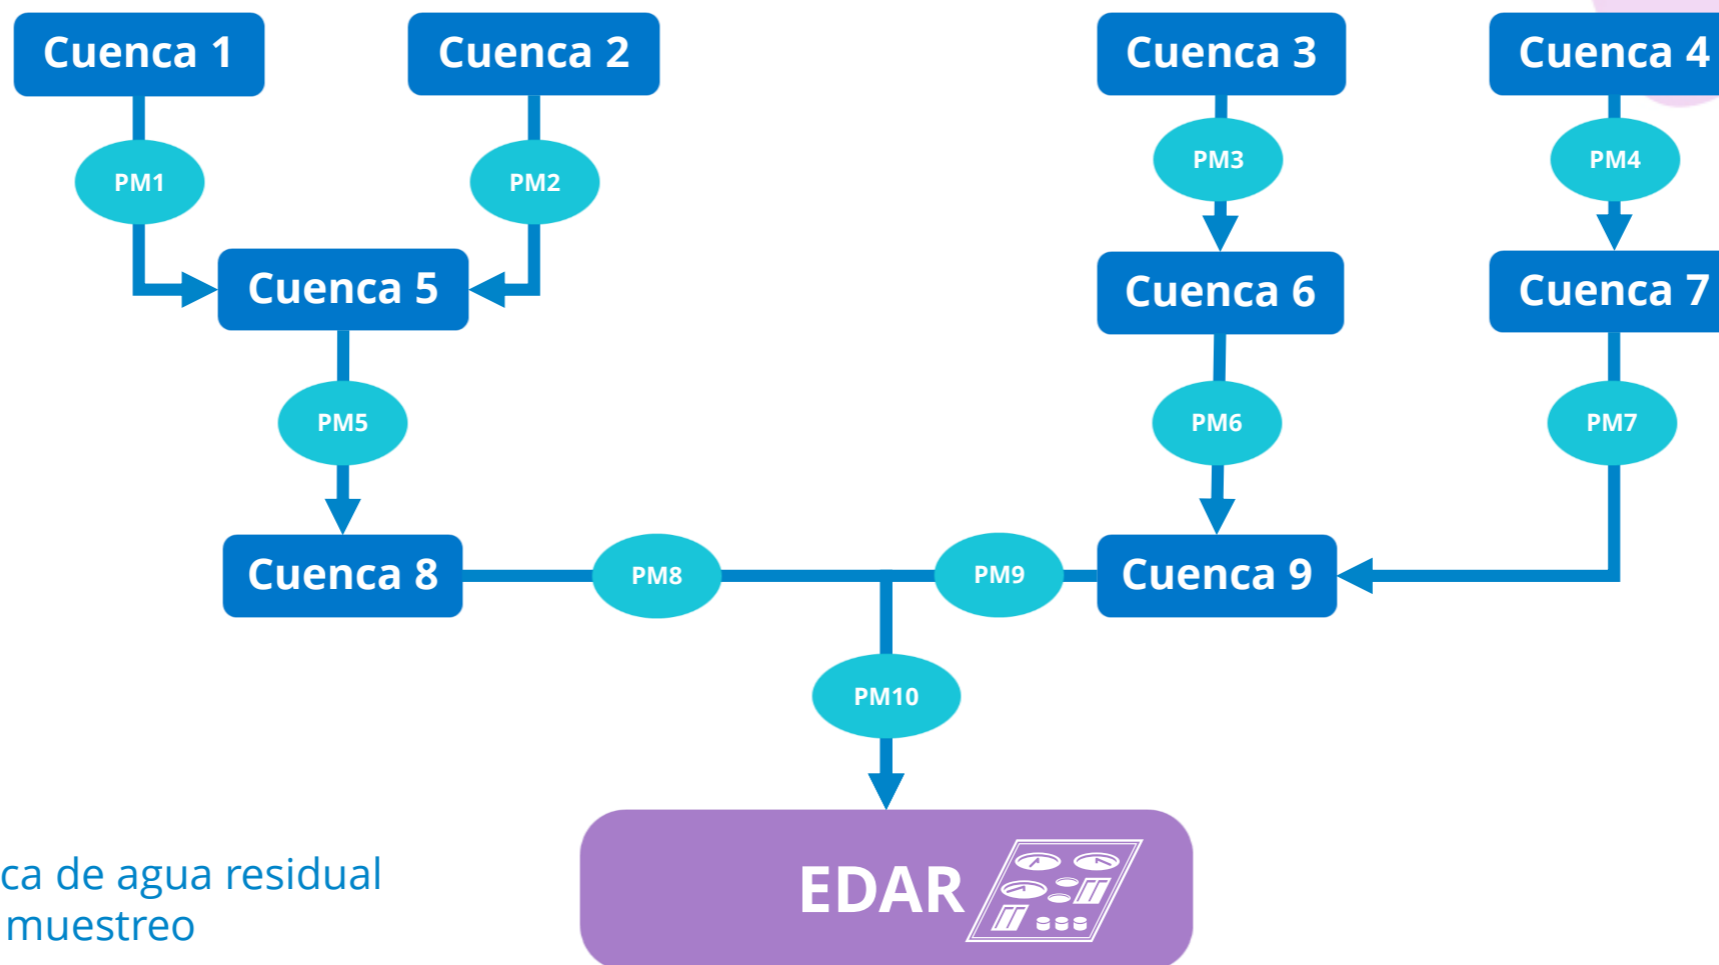 Cuenca 1
Cuenca 2
Cuenca 3
Cuenca 4
PM1
PM2
PM3
PM4
Cuenca 5
Cuenca 6
Cuenca 7
PM5
PM6
PM7
Cuenca 8
PM8
PM9
Cuenca 9
PM10
EDAR
ca de agua residual
muestreo